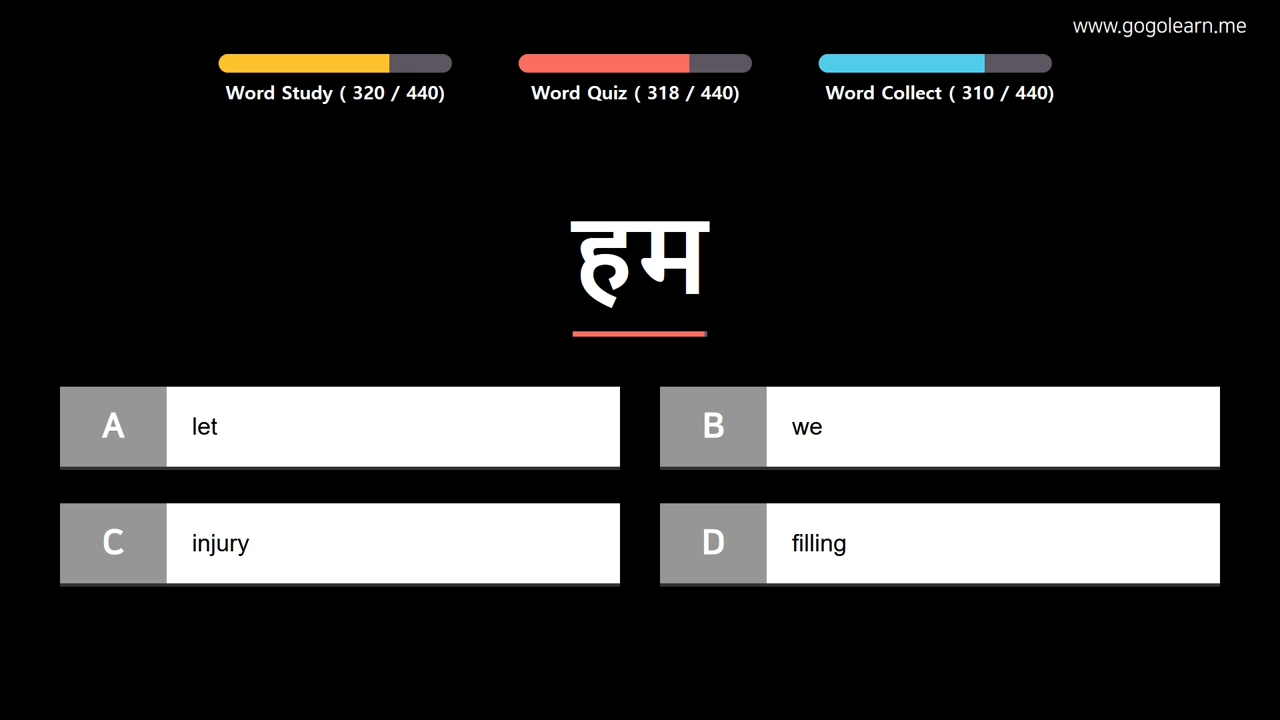 www.gogolearn.me
Word Study ( 320 / 440)
Word Quiz ( 318 / 440)
Word Collect ( 310 / 440)
हम
A let
B we
C injury
D filling